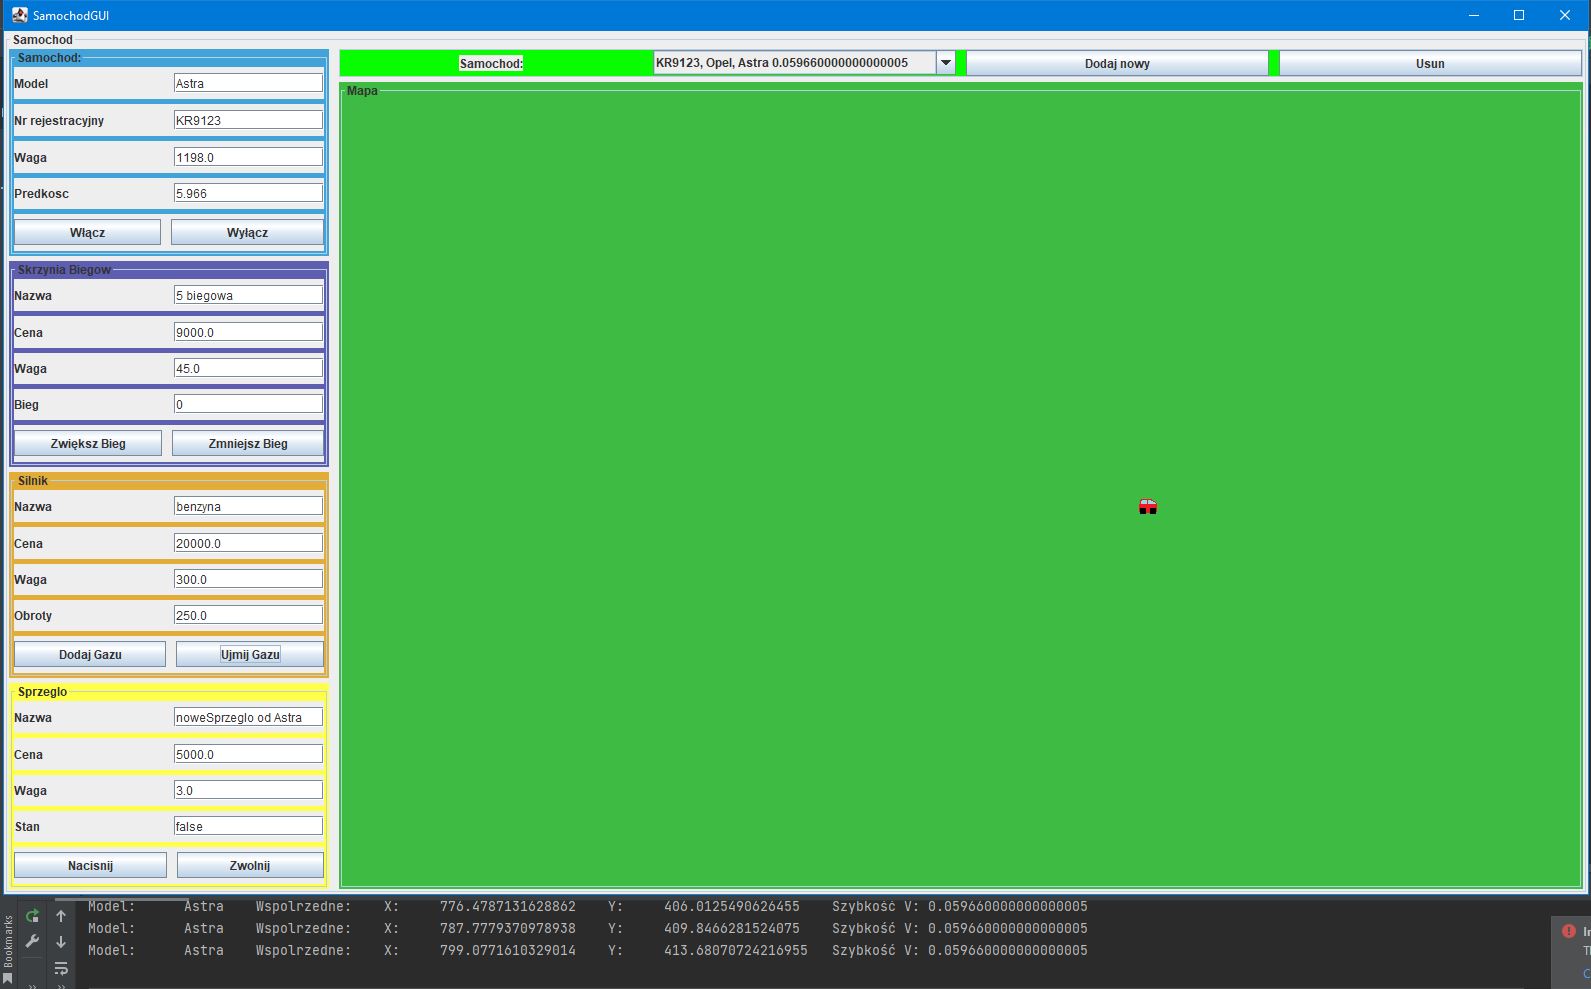 SamochodGUI
Samochod
Samochod:
Model Astra
Nr rejestracyjny KR9123
Waga 1198.0
Predkosc 5.966
Włącz Wyłącz
Skrzynia Biegow
Nazwa 5 biegowa
Cena 9000.0
Waga 45.0
Bieg 0
Zwiększ Bieg Zmniejsz Bieg
Silnik
Nazwa benzyna
Cena 20000.0
Waga 300.0
Obroty 250.0
Dodaj Gazu Ujmij Gazu
Sprzeglo
Nazwa noweSprzeglo od Astra
Cena 5000.0
Waga 3.0
Stan false
Nacisnij Zwolnij
Samochod: KR9123, Opel, Astra 0.059660000000000005 Dodaj nowy Usun
Mapa
Model: Astra Wspolrzedne: X: 776.4787131628862 Y: 406.0125490626455 Szybkość V: 0.059660000000000005
Model: Astra Wspolrzedne: X: 787.7779370978938 Y: 409.8466281524075 Szybkość V: 0.059660000000000005
Model: Astra Wspolrzedne: X: 799.0771610329014 Y: 413.68070724216955 Szybkość V: 0.059660000000000005
Bookmarks